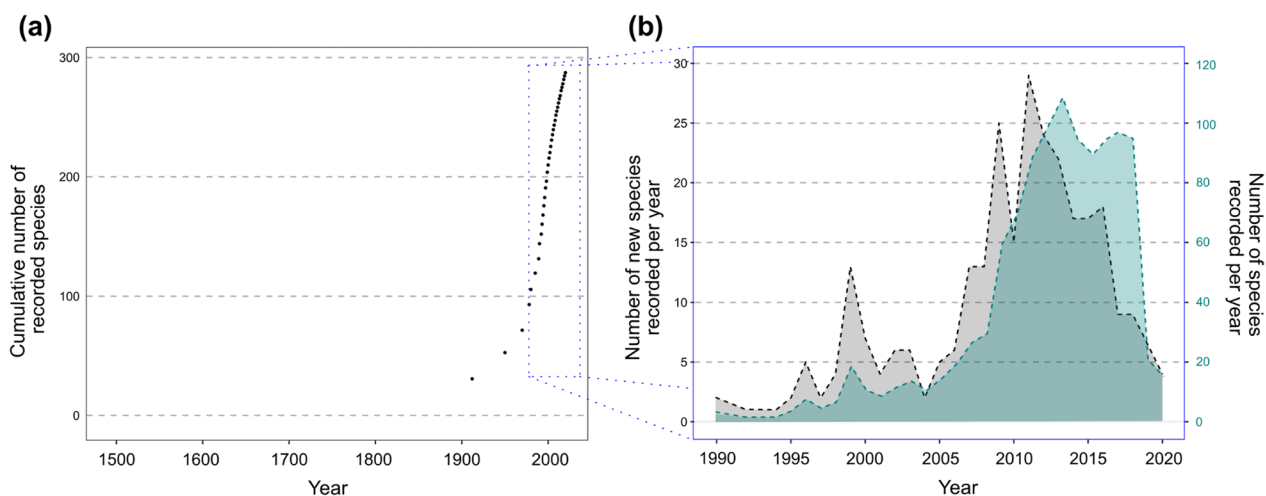 (a)
Cumulative number of
recorded species
300
200
100
0
1500 1600 1700 1800 1900 2000
Year
(b)
Number of new species
recorded per year
30
25
20
15
10
5
0
1990 1995 2000 2005 2010 2015 2020
Year
120
100
80
60
40
20
0
Number of species
recorded per year